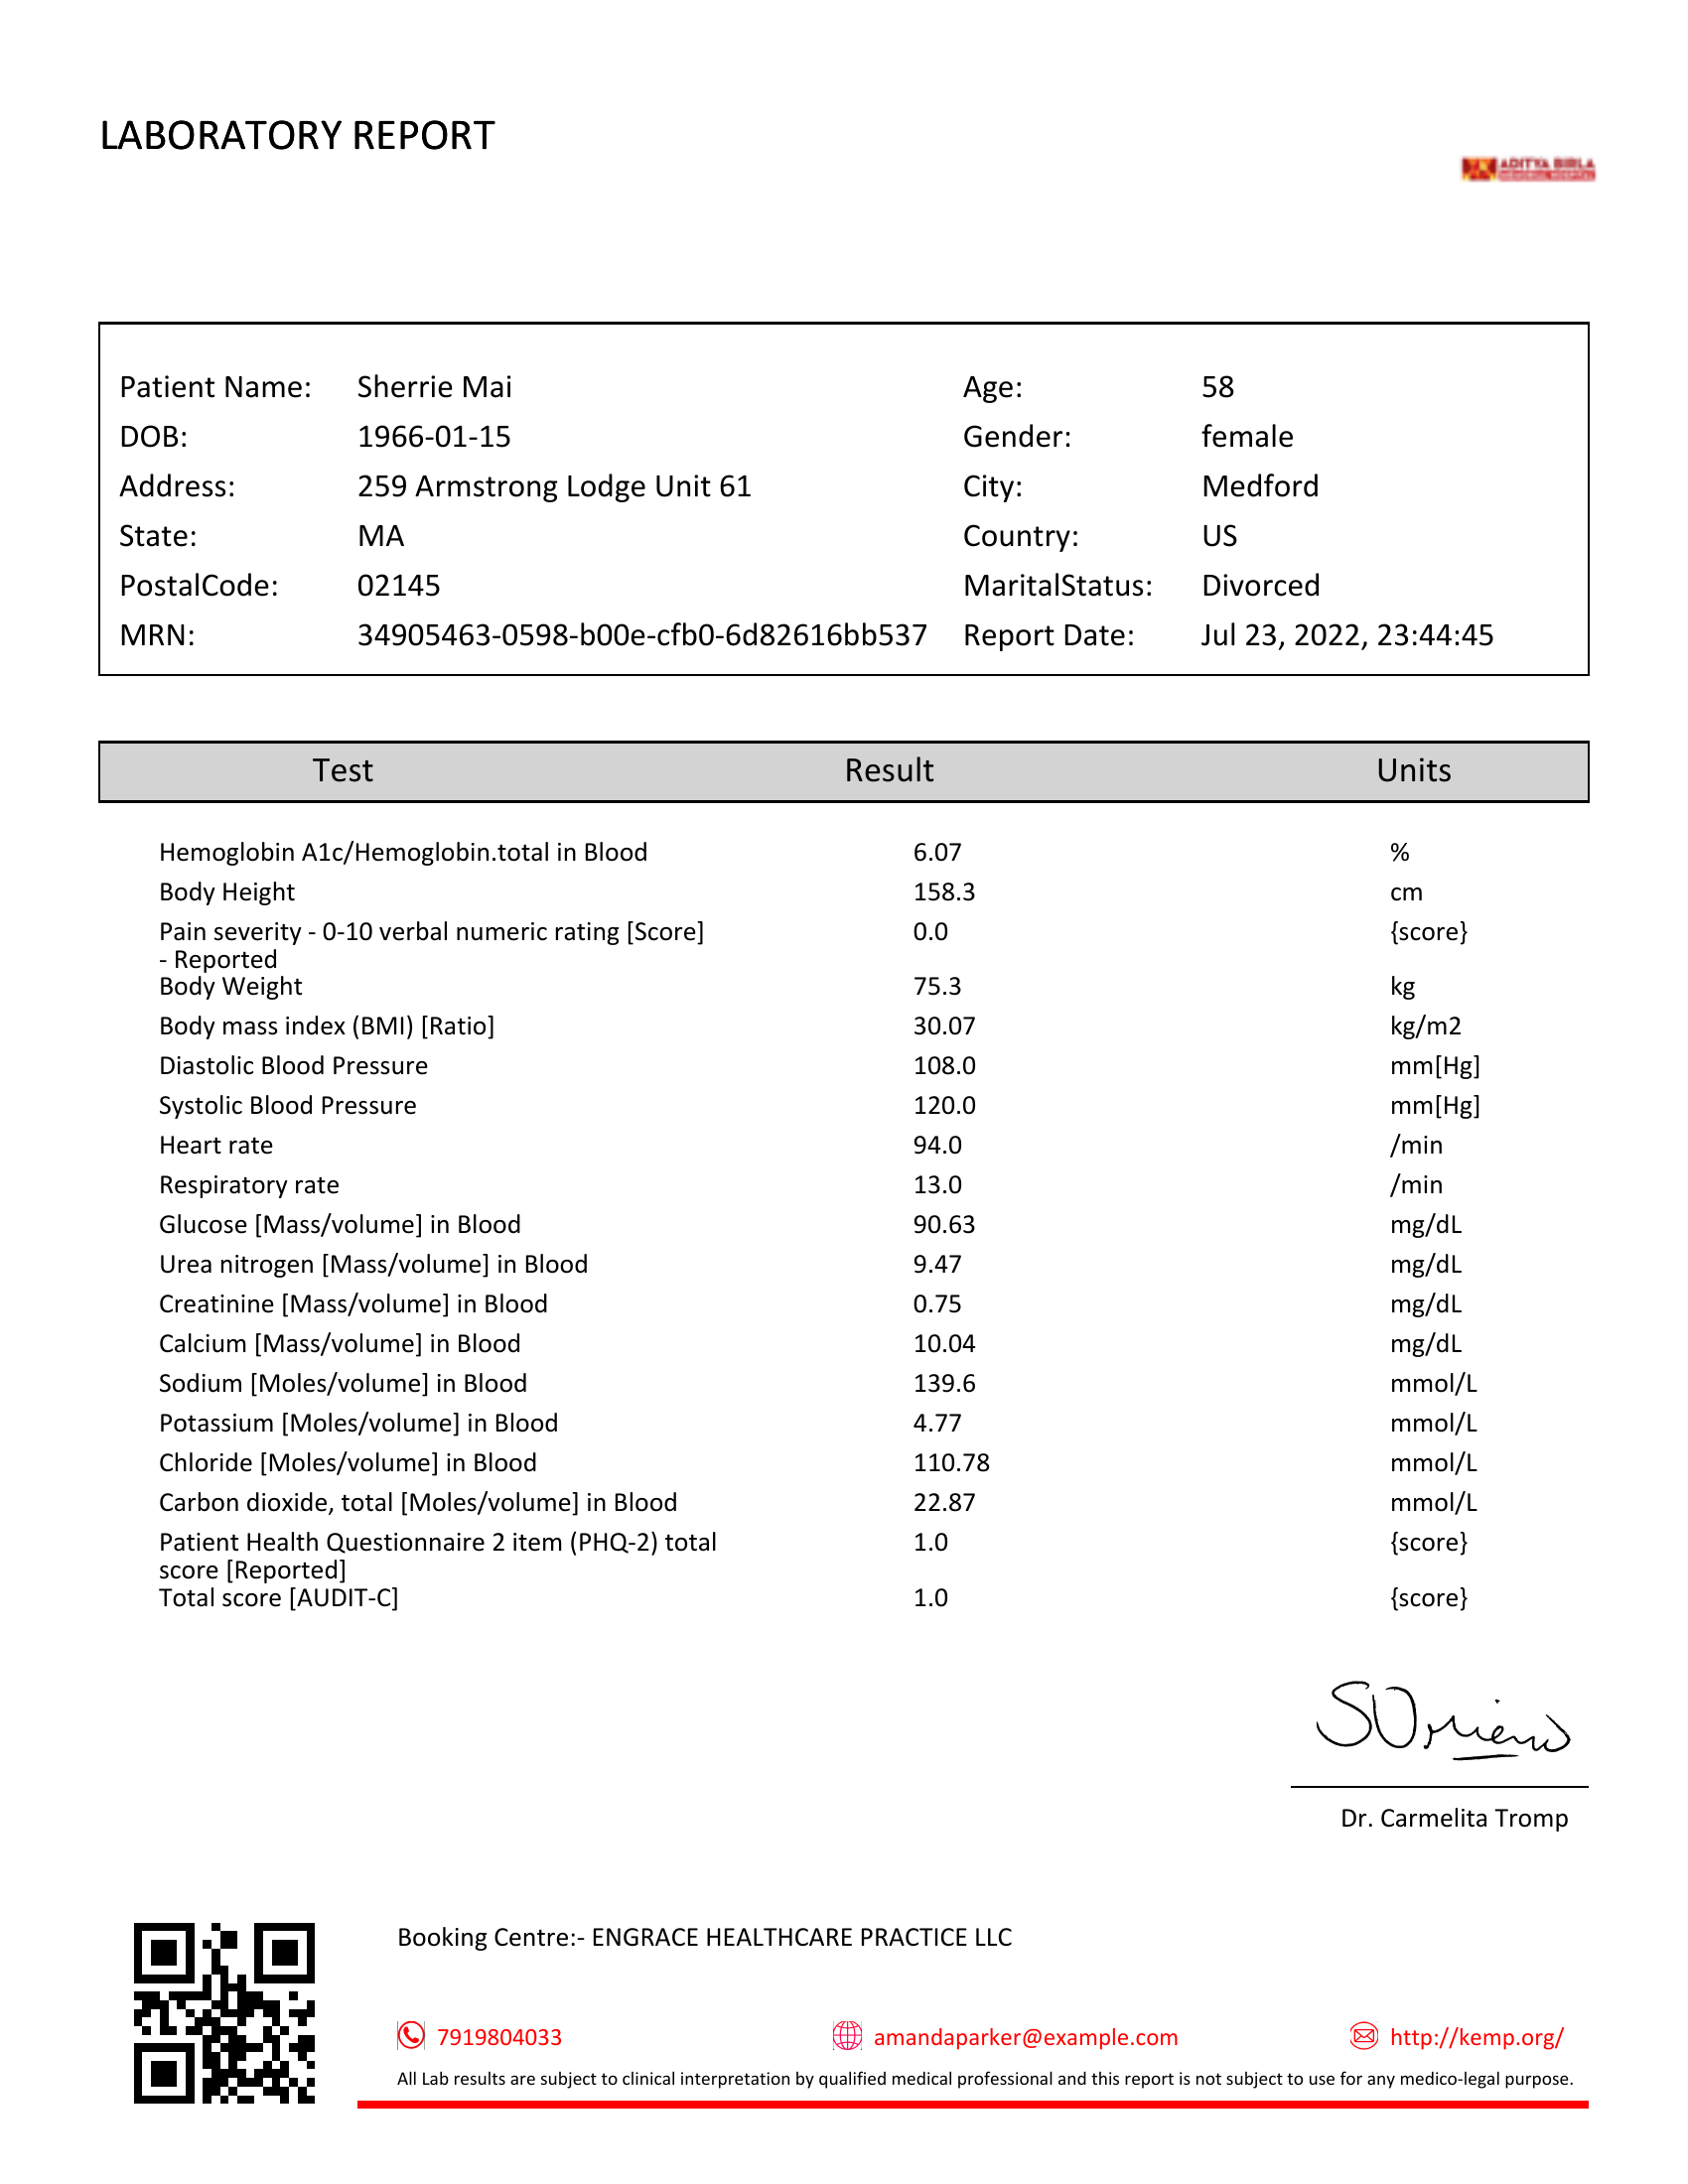 LABORATORY REPORT
ADITYA BIRLA
MEMORIAL HOSPITAL
Patient Name: Sherrie Mai Age: 58
DOB: 1966-01-15 Gender: female
Address: 259 Armstrong Lodge Unit 61 City: Medford
State: MA Country: US
PostalCode: 02145 MaritalStatus: Divorced
MRN: 34905463-0598-b00e-cfb0-6d82616bb537 Report Date: Jul 23, 2022, 23:44:45
Test Result Units
Hemoglobin A1c/Hemoglobin.total in Blood 6.07 %
Body Height 158.3 cm
Pain severity - 0-10 verbal numeric rating [Score] 0.0 {score}
- Reported
Body Weight 75.3 kg
Body mass index (BMI) [Ratio] 30.07 kg/m2
Diastolic Blood Pressure 108.0 mm[Hg]
Systolic Blood Pressure 120.0 mm[Hg]
Heart rate 94.0 /min
Respiratory rate 13.0 /min
Glucose [Mass/volume] in Blood 90.63 mg/dL
Urea nitrogen [Mass/volume] in Blood 9.47 mg/dL
Creatinine [Mass/volume] in Blood 0.75 mg/dL
Calcium [Mass/volume] in Blood 10.04 mg/dL
Sodium [Moles/volume] in Blood 139.6 mmol/L
Potassium [Moles/volume] in Blood 4.77 mmol/L
Chloride [Moles/volume] in Blood 110.78 mmol/L
Carbon dioxide, total [Moles/volume] in Blood 22.87 mmol/L
Patient Health Questionnaire 2 item (PHQ-2) total 1.0 {score}
score [Reported]
Total score [AUDIT-C] 1.0 {score}
Dr. Carmelita Tromp
Booking Centre:- ENGRACE HEALTHCARE PRACTICE LLC
7919804033 amandaparker@example.com http://kemp.org/
All Lab results are subject to clinical interpretation by qualified medical professional and this report is not subject to use for any medico-legal purpose.